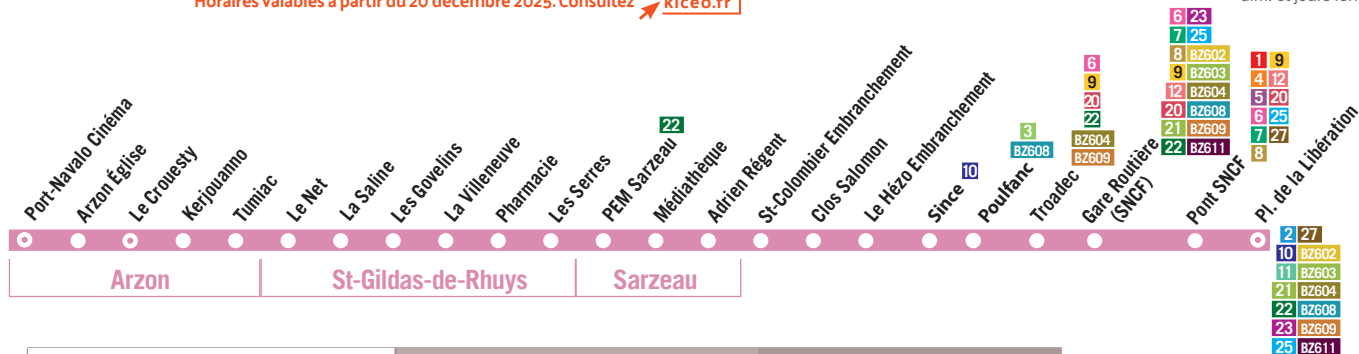 Horaires valables à partir du 20 décembre 2025. Consultez kiceo.fr
Port-Navalo Cinéma
Arzon Église
Le Crouesty
Kerjouanno
Tumiac
Le Net
La Saline
Les Govelins
La Villeneuve
Pharmacie
Les Serres
PEM Sarzeau
22
Médiathèque
Adrien Régent
St-Colombier Embranchement
Clos Salomon
Le Hézo Embranchement
Since
10
Poulfanc
3
BZ608
Troadec
6
9
20
22
BZ604
BZ609
Gare Routière
(SNCF)
6 23
7 25
8 BZ602
9 BZ603
12 BZ604
20 BZ608
21 BZ609
22 BZ611
Pont SNCF
1 9
4 12
5 20
6 25
7 27
8
Pl. de la Libération
2 27
10 BZ602
11 BZ603
21 BZ604
22 BZ608
23 BZ609
25 BZ611
Arzon
St-Gildas-de-Rhuys
Sarzeau